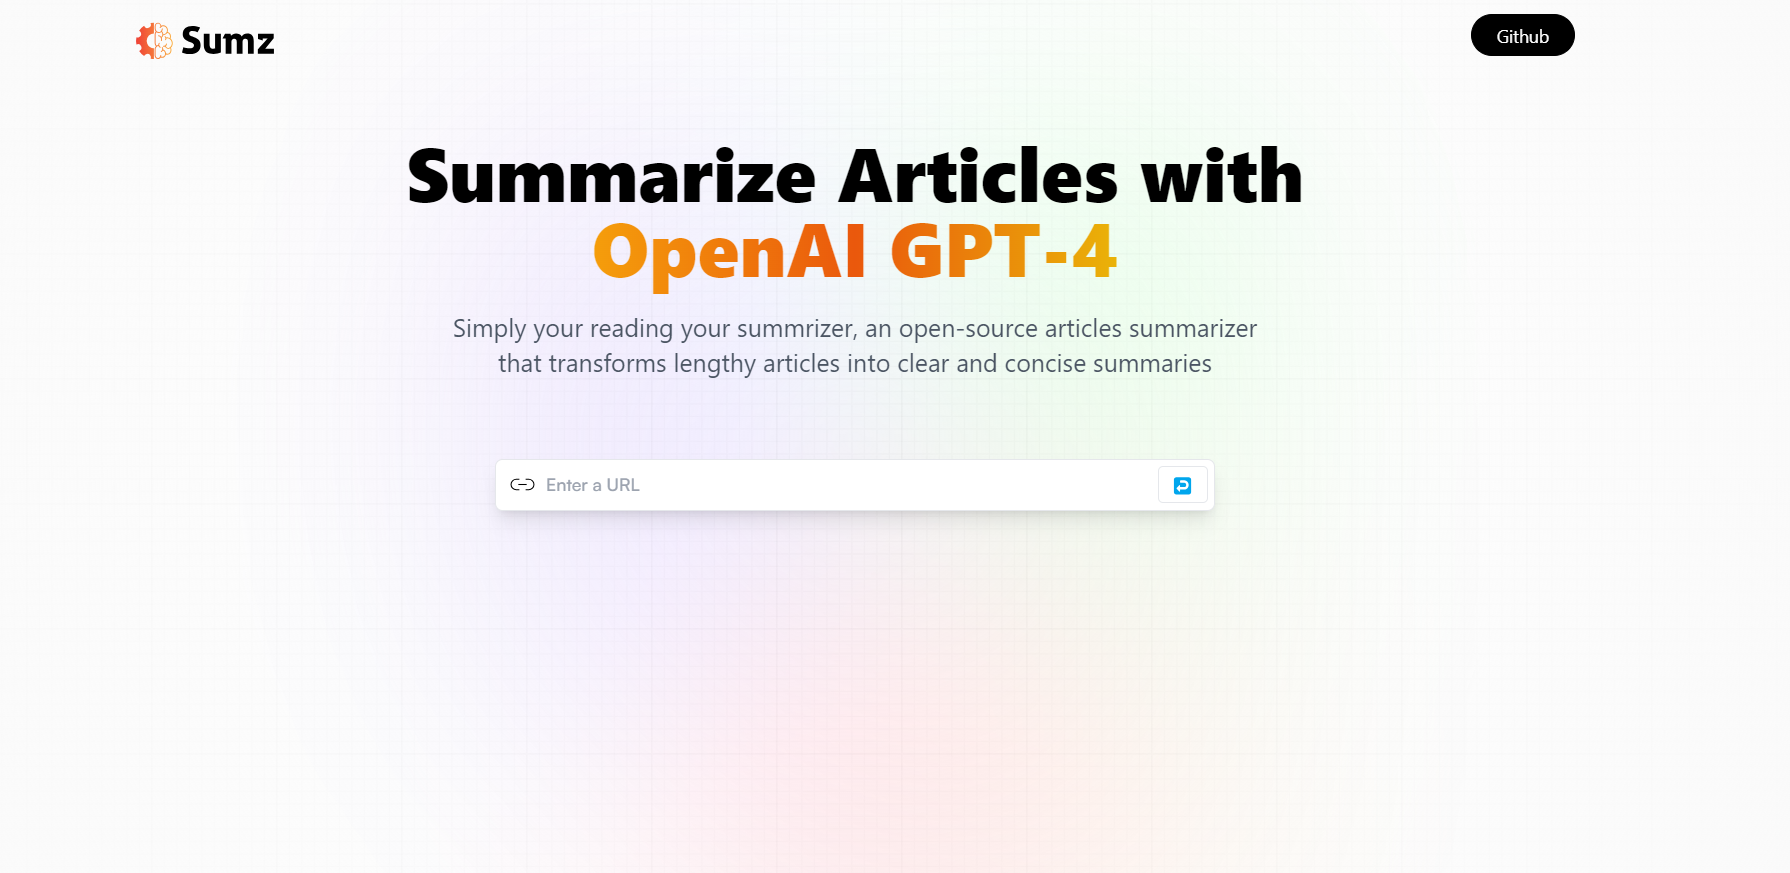 Sumz
Github
Summarize Articles with
OpenAI GPT-4
Simply your reading your summrizer, an open-source articles summarizer
that transforms lengthy articles into clear and concise summaries
Enter a URL